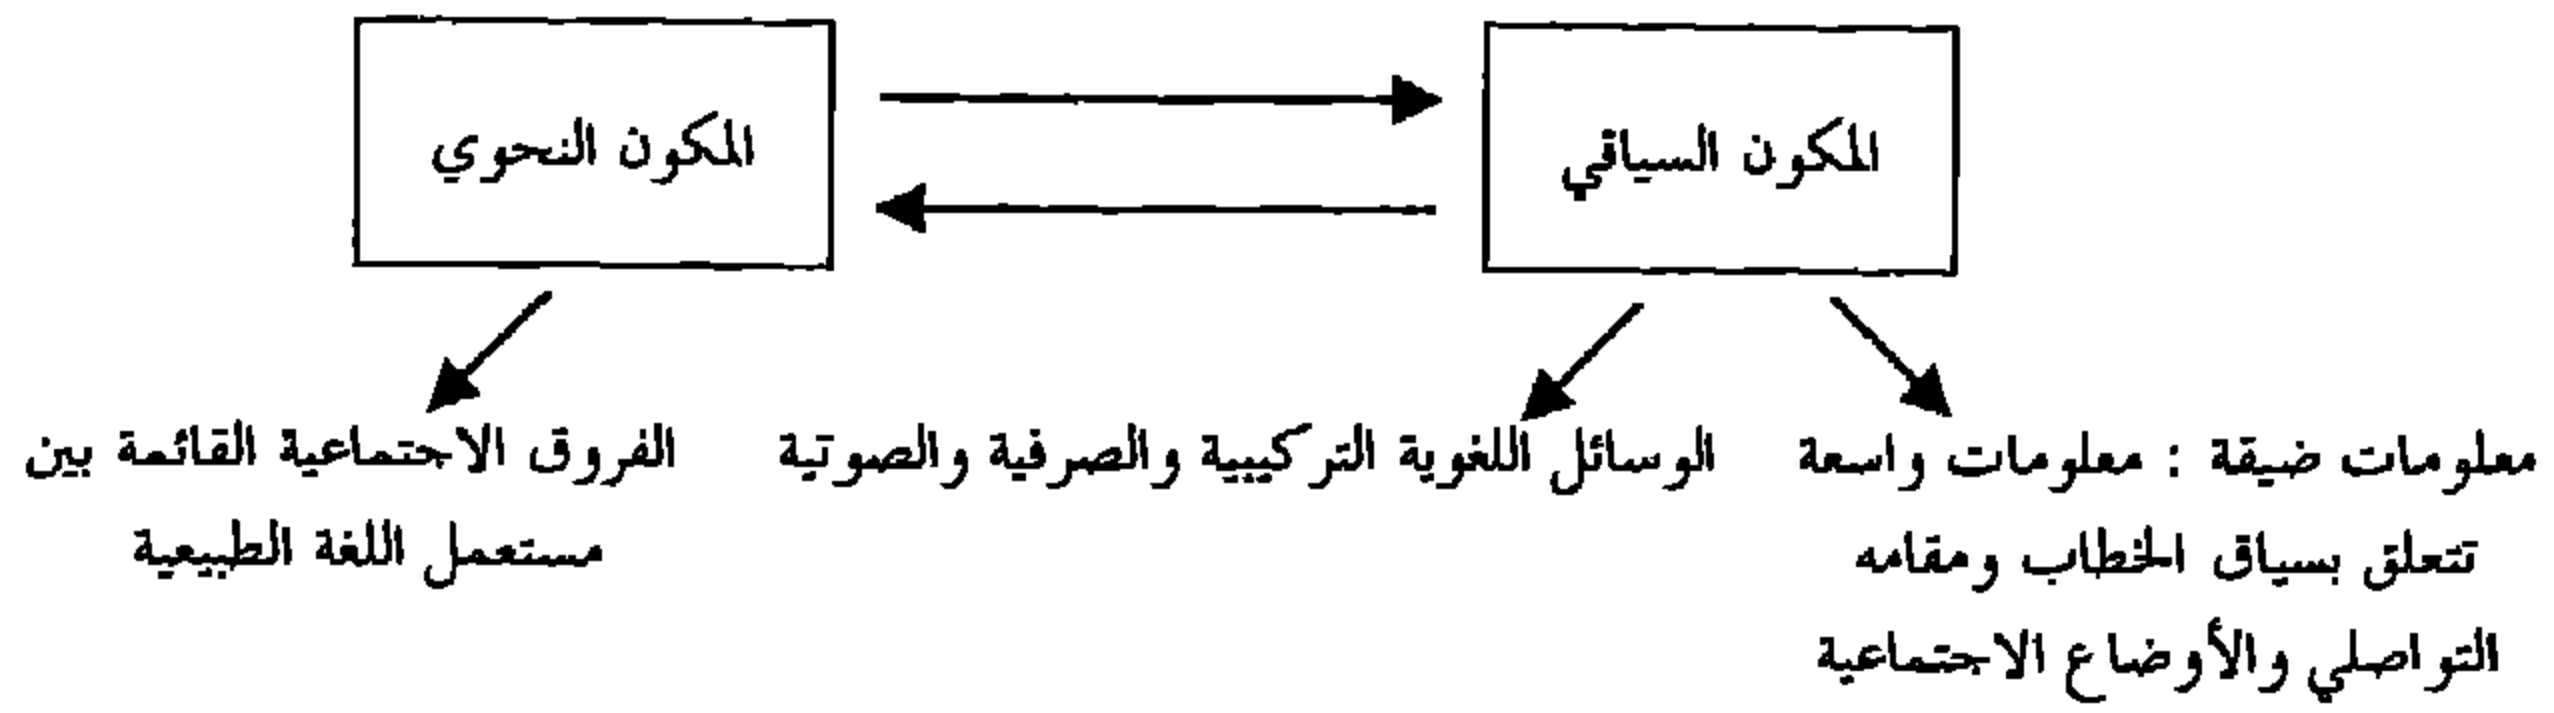 المكون السياقي
المكون النحوي
معلومات ضيقة : معلومات واسعة
تتعلق بسياق الخطاب ومقامه
التواصلي والأوضاع الاجتماعية
الوسائل اللغوية التركيبية والصرفية والصوتية
الفروق الاجتماعية القائمة بين
مستعمل اللغة الطبيعية